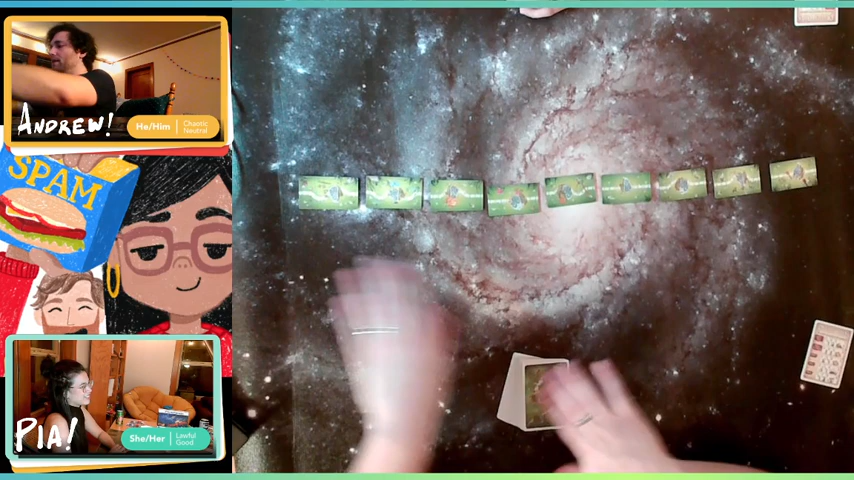 ANDREW!
He/Him
Chaotic
Neutral
SPAM
PIA!
She/Her
Lawful
Good